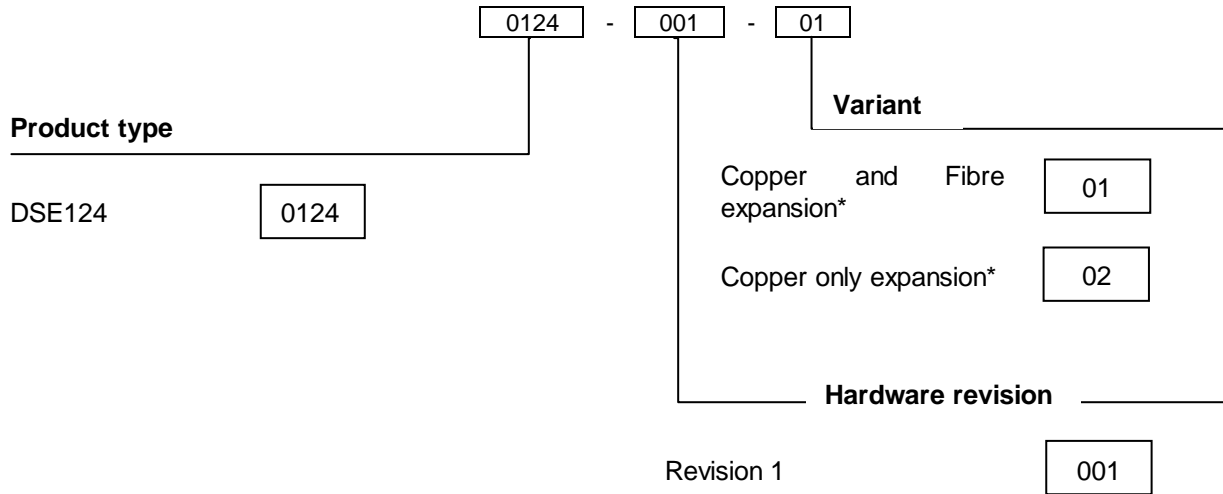 0124 - 001 - 01
Variant
Product type
Copper and Fibre
expansion*
01
DSE124
0124
Copper only expansion*
02
Hardware revision
Revision 1
001